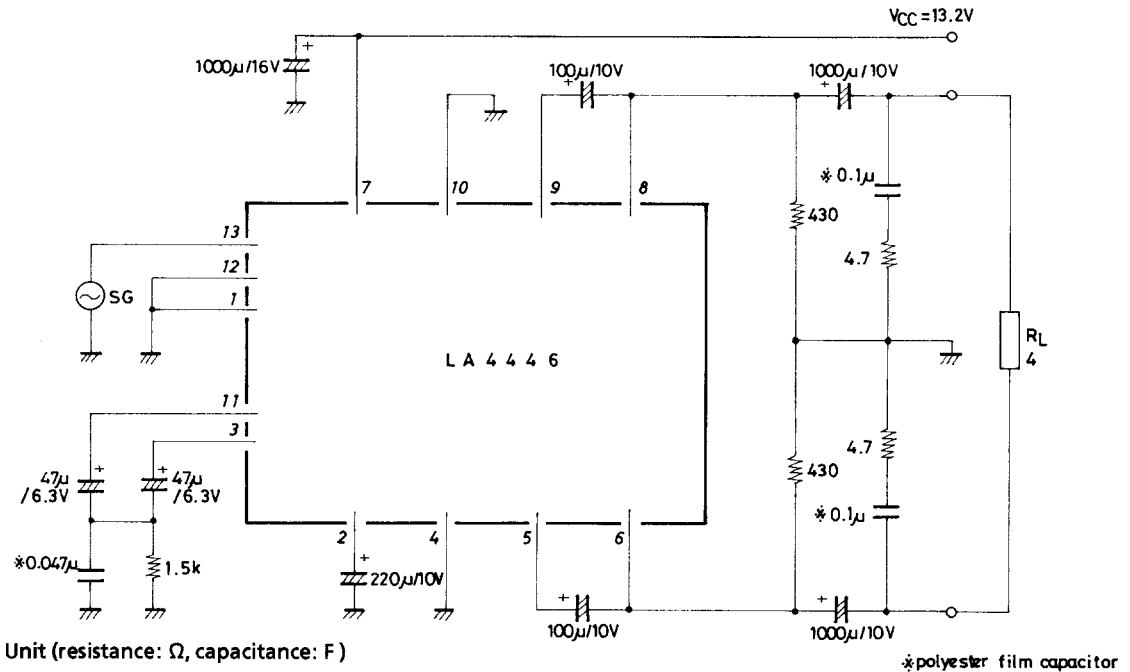 VCC=13.2V
1000μ/16V
100μ/10V
1000μ/10V
7
10
9
8
※0.1μ
430
4.7
13
12
1
SG
LA4446
RL
4
11
3
47μ
/6.3V
47μ
/6.3V
4.7
430
※0.1μ
2
4
5
6
※0.047μ
1.5k
220μ/10V
100μ/10V
1000μ/10V
Unit (resistance: Ω, capacitance: F)
※polyester film capacitor